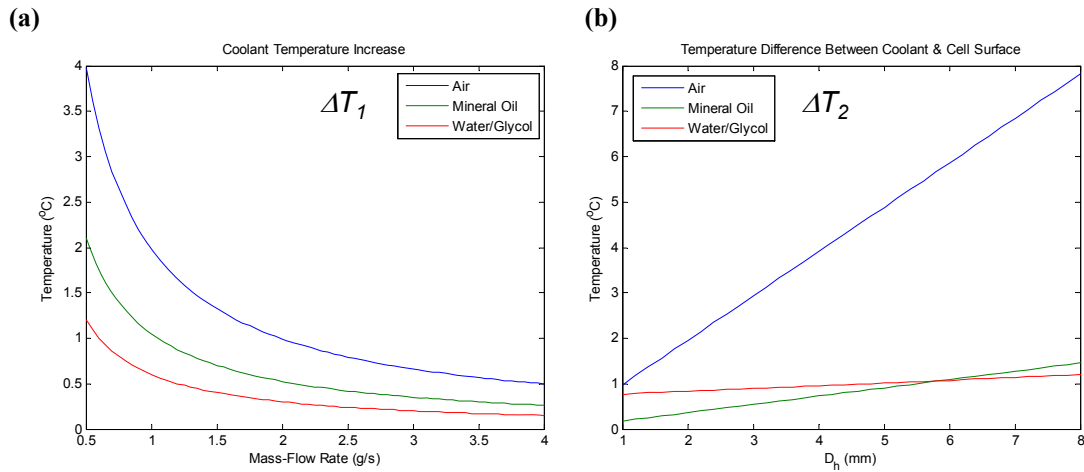 (a)
Coolant Temperature Increase
ΔT1
Air
Mineral Oil
Water/Glycol
Temperature (°C)
4
3.5
3
2.5
2
1.5
1
0.5
0
0.5 1 1.5 2 2.5 3 3.5 4
Mass-Flow Rate (g/s)
(b)
Temperature Difference Between Coolant & Cell Surface
Air
Mineral Oil
Water/Glycol
ΔT2
Temperature (°C)
8
7
6
5
4
3
2
1
0
1 2 3 4 5 6 7 8
Dh (mm)